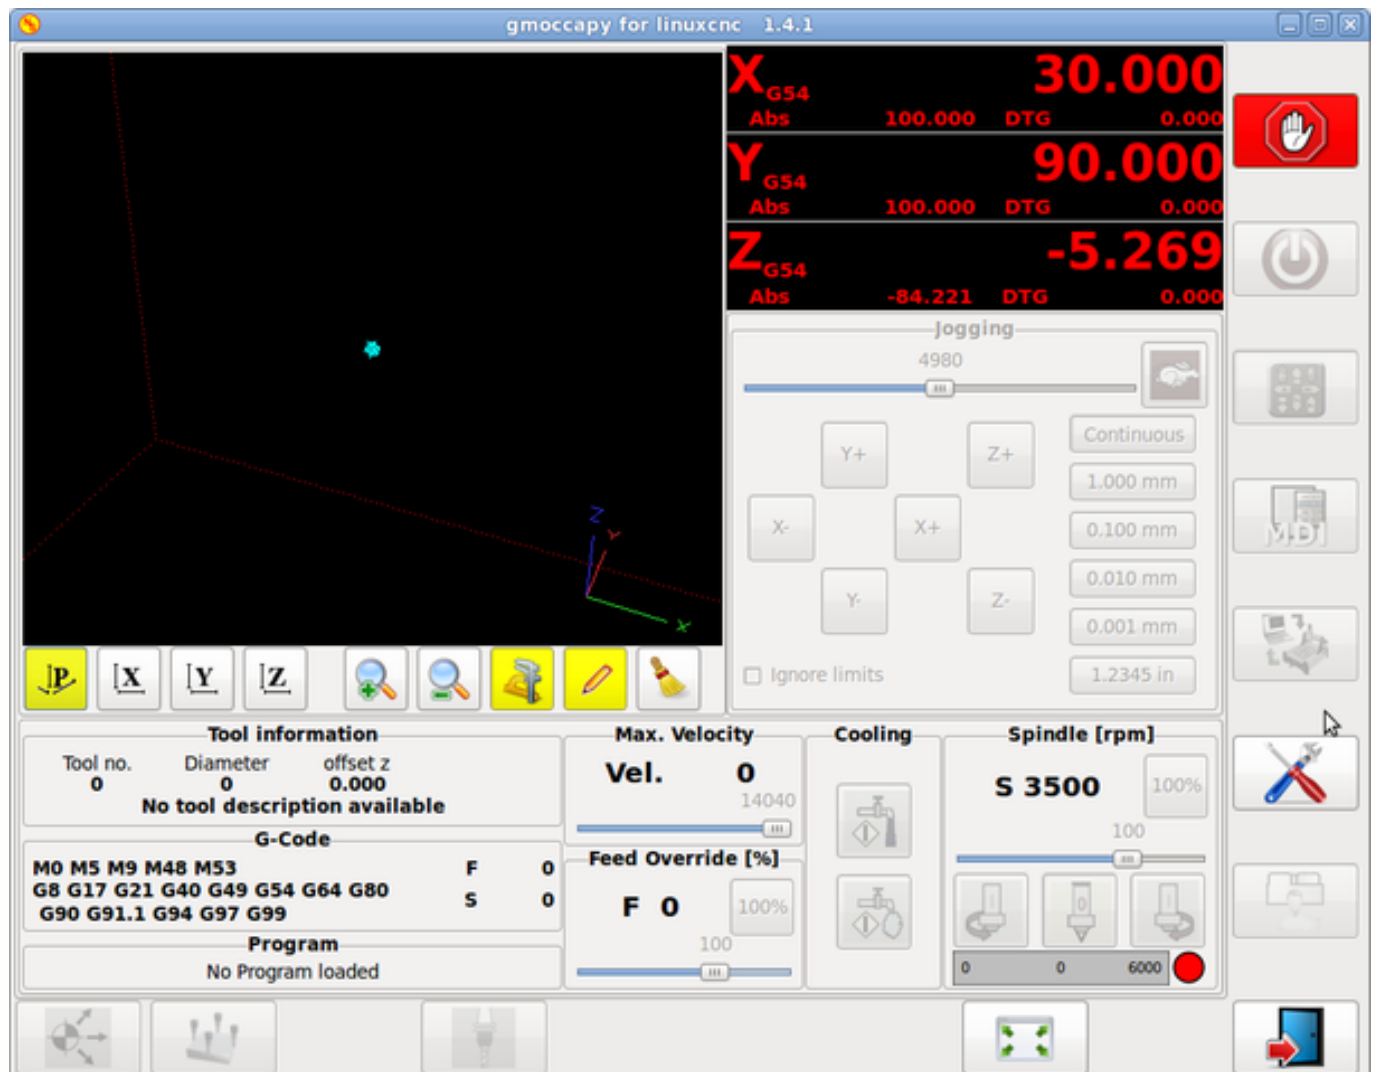 gmoccapy for linuxcnc 1.4.1
X G54 30.000
Abs 100.000 DTG 0.000
Y G54 90.000
Abs 100.000 DTG 0.000
Z G54 -5.269
Abs -84.221 DTG 0.000
Jogging
4980
Continuous
Y+ Z+
1.000 mm
X- X+
0.100 mm
0.010 mm
Y- Z-
0.001 mm
Ignore limits
1.2345 in
MDI
Z
Y
X
P X Y Z
Tool information
Tool no. Diameter offset z
0 0 0.000
No tool description available
G-Code
M0 M5 M9 M48 M53 F 0
G8 G17 G21 G40 G49 G54 G64 G80 S 0
G90 G91.1 G94 G97 G99
Program
No Program loaded
Max. Velocity
Vel. 0
14040
Feed Override [%]
F 0 100%
100
Cooling
Spindle [rpm]
S 3500 100%
100
1 0 1
0 0 6000